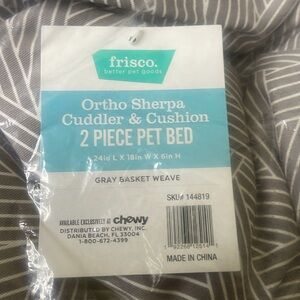 frisco.
better pet goods
Ortho Sherpa
Cuddler & Cushion
2 PIECE PET BED
24in L X 18in W X 6in H
GRAY BASKET WEAVE
SKU# 144819
AVAILABLE EXCLUSIVELY AT chewy
DISTRIBUTED BY CHEWY, INC.
DANIA BEACH, FL 33004
1-800-672-4399
MADE IN CHINA